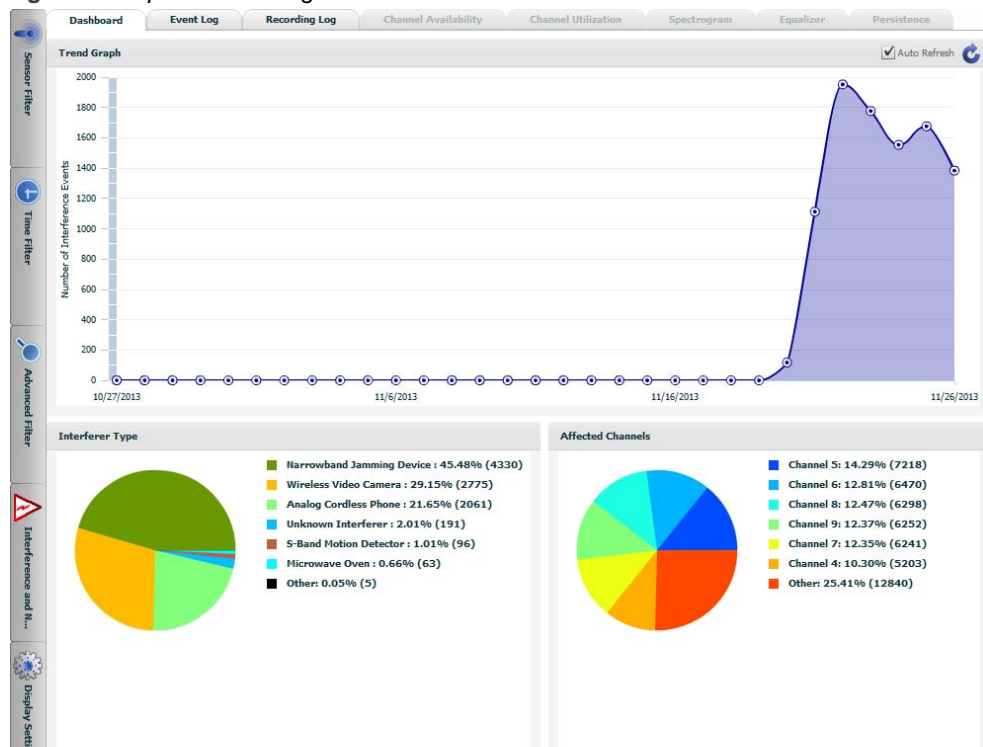 Dashboard
Event Log
Recording Log
Channel Availability
Channel Utilization
Spectrogram
Equalizer
Persistence
Sensor Filter
Time Filter
Advanced Filter
Interference and N...
Display Setti
Trend Graph
Auto Refresh
Number of Interference Events
2000
1800
1600
1400
1200
1000
800
600
400
200
0
10/27/2013
11/6/2013
11/16/2013
11/26/2013
Interferer Type
Narrowband Jamming Device : 45.48% (4330)
Wireless Video Camera : 29.15% (2775)
Analog Cordless Phone : 21.65% (2061)
Unknown Interferer : 2.01% (191)
S-Band Motion Detector : 1.01% (96)
Microwave Oven : 0.66% (63)
Other: 0.05% (5)
Affected Channels
Channel 5: 14.29% (7218)
Channel 6: 12.81% (6470)
Channel 8: 12.47% (6298)
Channel 9: 12.37% (6252)
Channel 7: 12.35% (6241)
Channel 4: 10.30% (5203)
Other: 25.41% (12840)